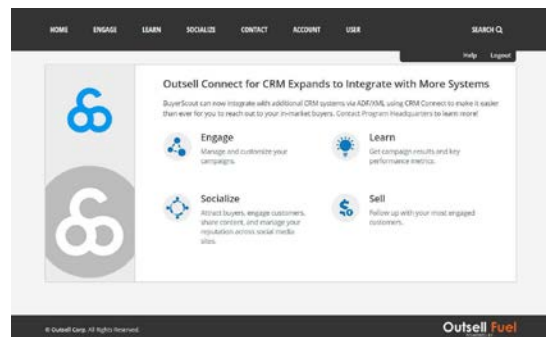 HOME ENGAGE LEARN SOCIALIZE CONTACT ACCOUNT USER SEARCH
Help Logout
Outsell Connect for CRM Expands to Integrate with More Systems
BuyerScout can now integrate with additional CRM systems via ADF/XML using CRM Connect to make it easier
than ever for you to reach out to your in-market buyers. Contact Program Headquarters to learn more!
Engage
Manage and customize your
campaigns.
Learn
Get campaign results and key
performance metrics.
Socialize
Attract buyers, engage customers,
share content, and manage your
reputation across social media
sites.
Sell
Follow up with your most engaged
customers.
© Outsell Corp. All Rights Reserved.
Outsell Fuel